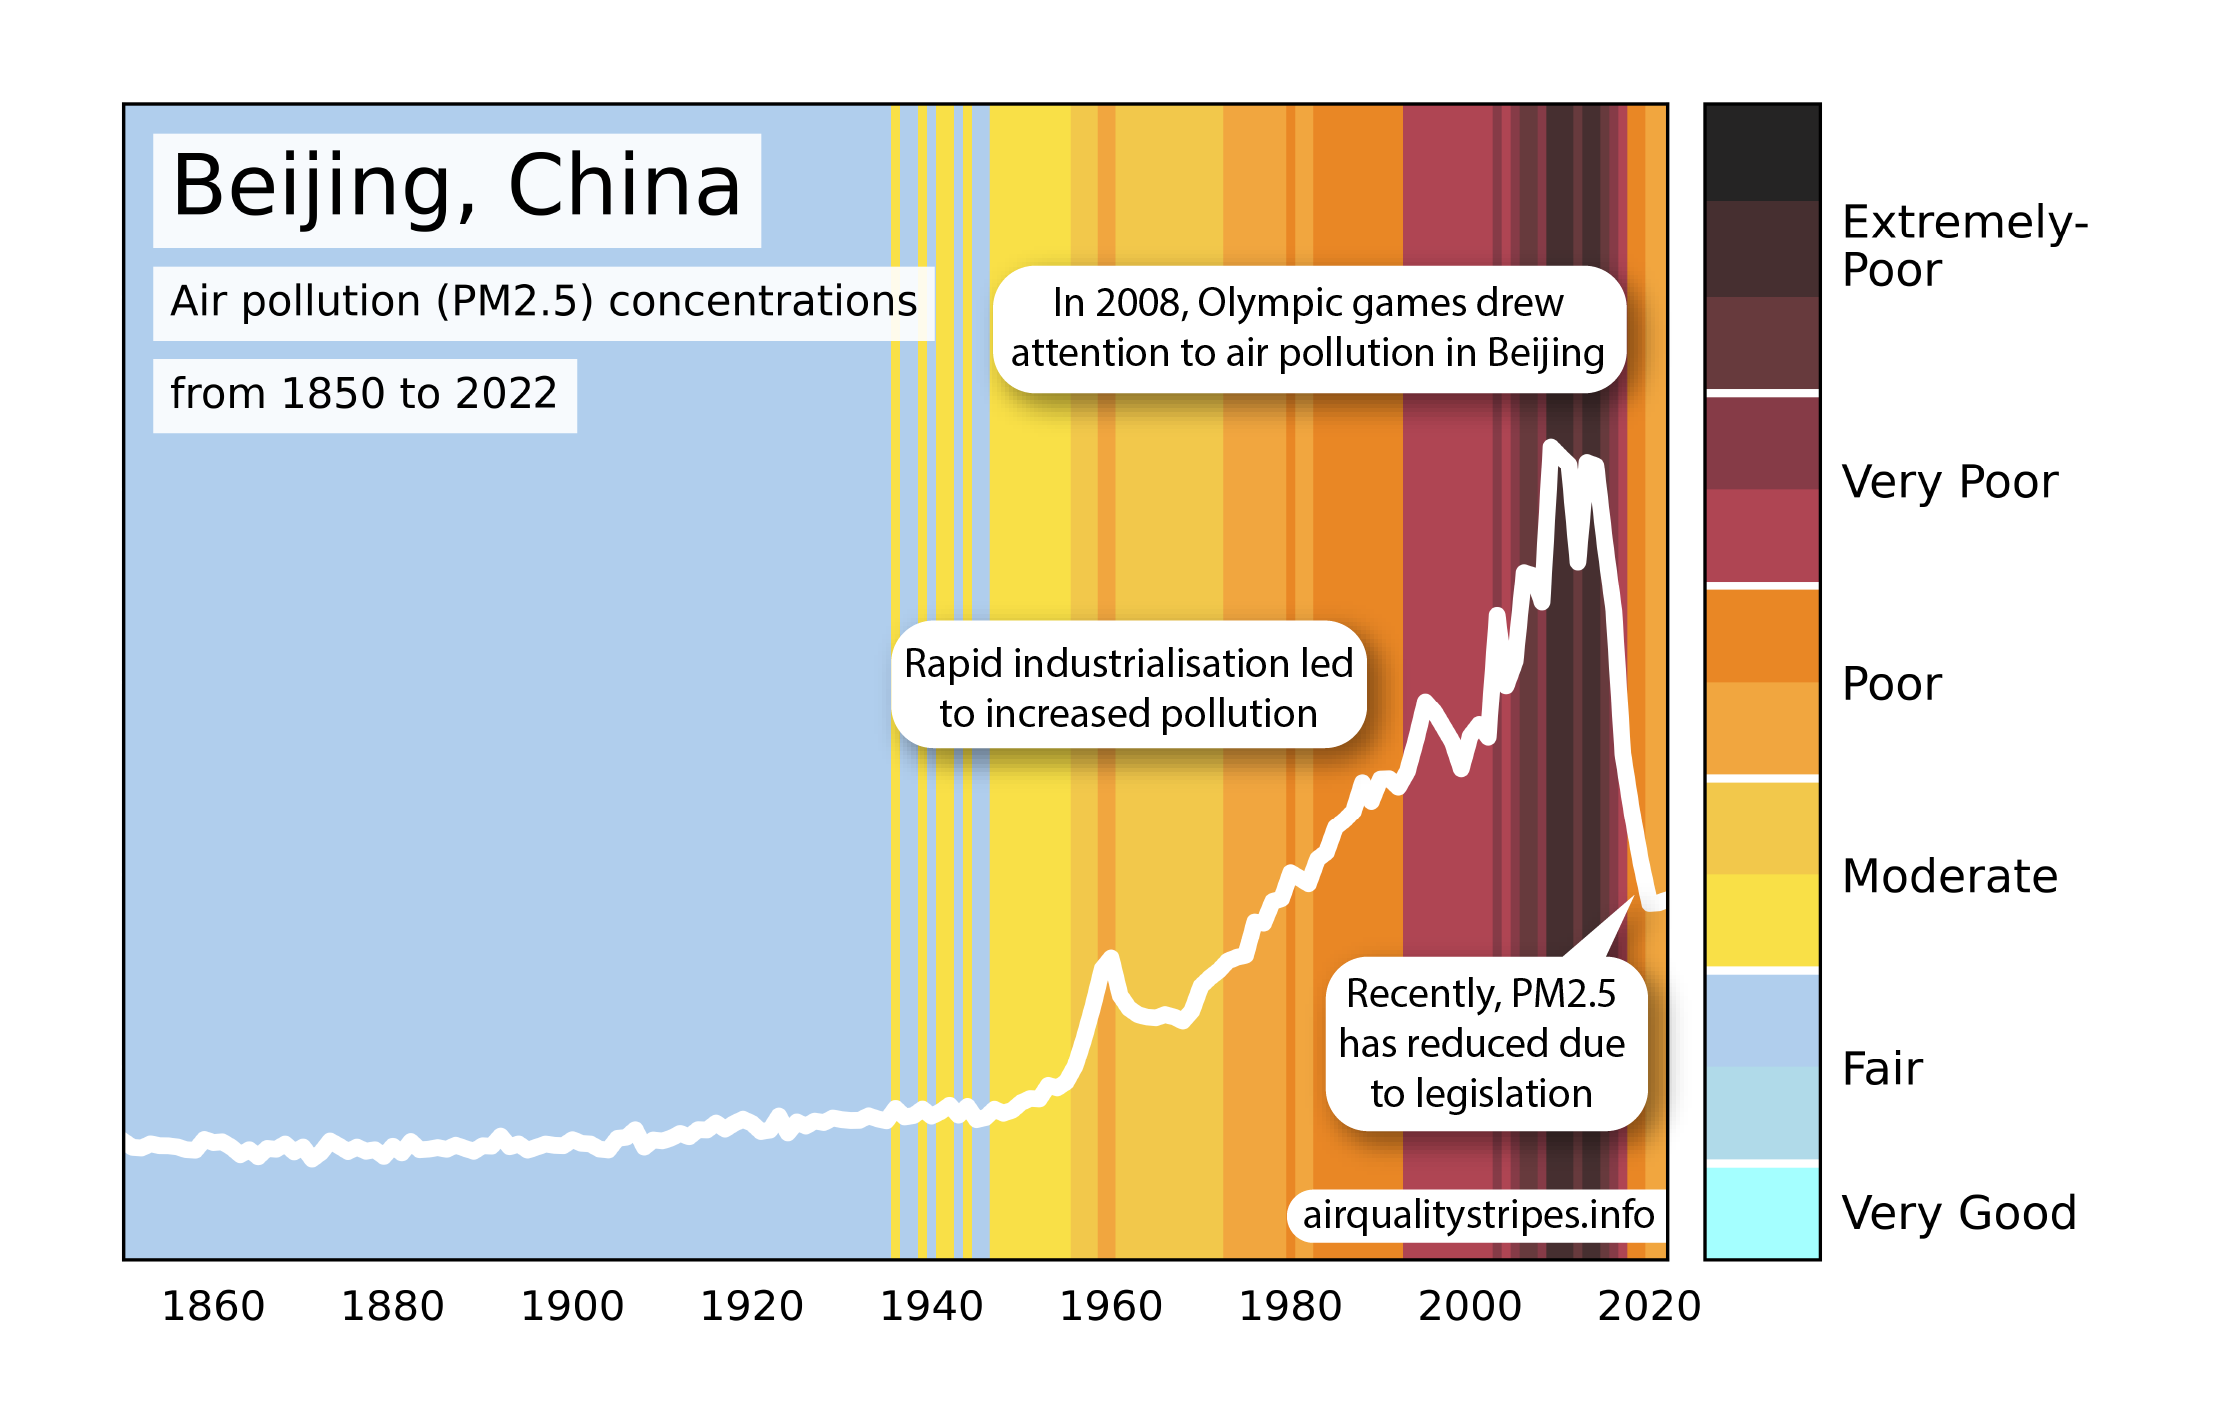 Beijing, China
Air pollution (PM2.5) concentrations
from 1850 to 2022
In 2008, Olympic games drew
attention to air pollution in Beijing
Rapid industrialisation led
to increased pollution
Recently, PM2.5
has reduced due
to legislation
airqualitystripes.info
1860 1880 1900 1920 1940 1960 1980 2000 2020
Extremely-
Poor
Very Poor
Poor
Moderate
Fair
Very Good